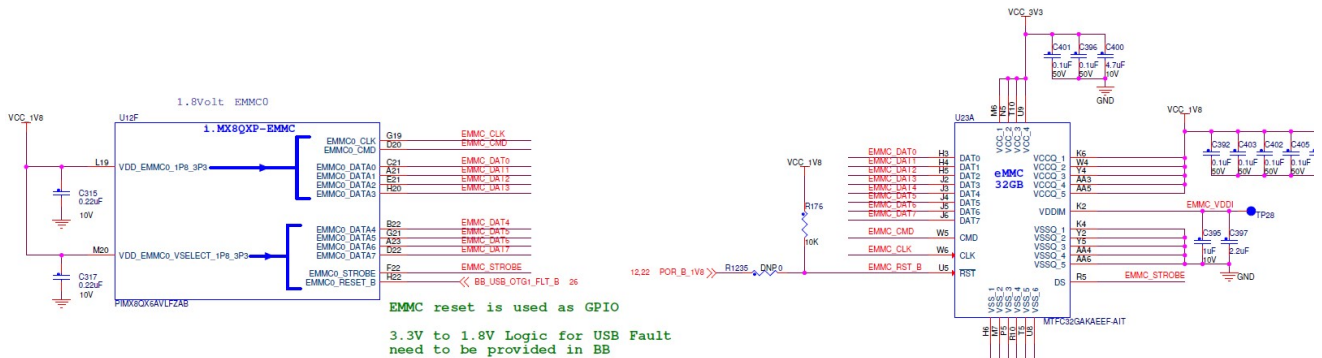 1.8Volt EMMC0
VCC_1V8
U12F
i.MX8QXP-EMMC
L19
VDD_EMMC0_1P8_3P3
C315
0.22uF
10V
M20
VDD_EMMC0_VSELECT_1P8_3P3
C317
0.22uF
10V
EMMC0_CLK
EMMC0_CMD
EMMC0_DATA0
EMMC0_DATA1
EMMC0_DATA2
EMMC0_DATA3
EMMC0_DATA4
EMMC0_DATA5
EMMC0_DATA6
EMMC0_DATA7
EMMC0_STROBE
EMMC0_RESET_B
G19
D20
C21
A21
E21
H20
B22
G21
A23
D22
F22
H22
EMMC_CLK
EMMC_CMD
EMMC_DAT0
EMMC_DAT1
EMMC_DAT2
EMMC_DAT3
EMMC_DAT4
EMMC_DAT5
EMMC_DAT6
EMMC_DAT7
EMMC_STROBE
BB_USB_OTG1_FLT_B 26
PIMX8QX6AVLFZAB
EMMC reset is used as GPIO
3.3V to 1.8V Logic for USB Fault
need to be provided in BB
VCC_3V3
C401
0.1uF
50V
C396
0.1uF
50V
C400
4.7uF
10V
GND
M6
N5
T10
U9
U23A
VCC_1
VCC_2
VCC_3
VCC_4
eMMC
32GB
VCC_1V8
R176
10K
12,22 POR_B_1V8
R1235 DNP 0
EMMC_DAT0
EMMC_DAT1
EMMC_DAT2
EMMC_DAT3
EMMC_DAT4
EMMC_DAT5
EMMC_DAT6
EMMC_DAT7
EMMC_CMD
EMMC_CLK
EMMC_RST_B
H3
H4
H5
J2
J3
J4
J5
J6
W5
W6
U5
DAT0
DAT1
DAT2
DAT3
DAT4
DAT5
DAT6
DAT7
CMD
CLK
RST
VCCQ_1
VCCQ_2
VCCQ_3
VCCQ_4
VCCQ_5
VDDIM
VSSQ_1
VSSQ_2
VSSQ_3
VSSQ_4
VSSQ_5
DS
K6
W4
Y4
AA3
AA5
K2
K4
Y2
Y5
AA4
AA6
R5
VCC_1V8
C392
0.1uF
50V
C403
0.1uF
50V
C402
0.1uF
50V
C405
0.1uF
50V
EMMC_VDDI
TP28
C395
1uF
10V
C397
2.2uF
GND
EMMC_STROBE
VSS_1
VSS_2
VSS_3
VSS_4
VSS_5
VSS_6
MTFC32GAKAEEF-AIT
H6
M7
P5
R10
T5
U8